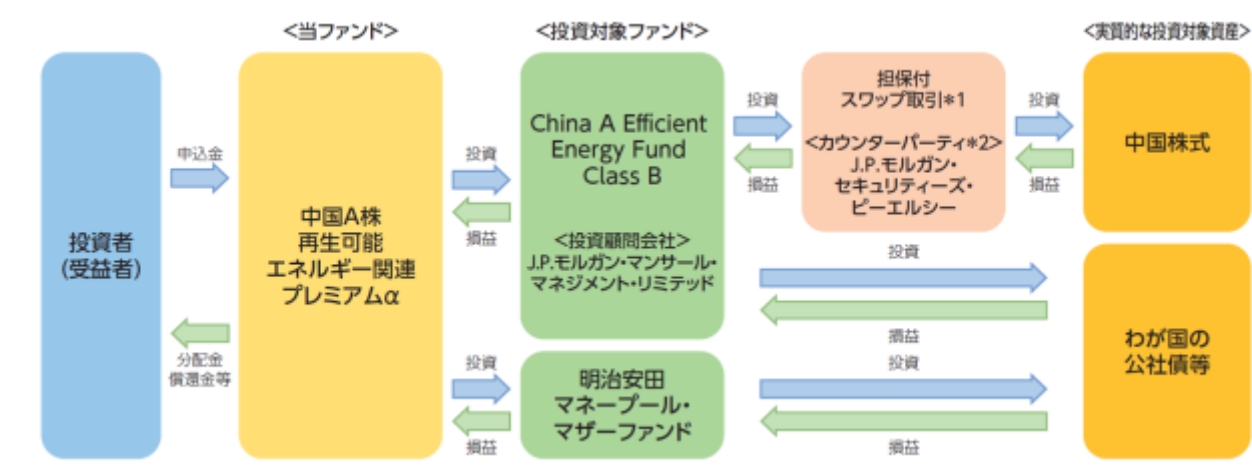 <当ファンド>
<投資対象ファンド>
<実質的な投資対象資産>
投資者
(受益者)
申込金
分配金
償還金等
中国A株
再生可能
エネルギー関連
プレミアムα
投資
損益
投資
損益
China A Efficient
Energy Fund
Class B
<投資顧問会社>
J.P.モルガン・マンサール・
マネジメント・リミテッド
明治安田
マネープール・
マザーファンド
投資
損益
担保付
スワップ取引*1
<カウンターパーティ*2>
J.P.モルガン・
セキュリティーズ・
ピーエルシー
投資
損益
投資
損益
投資
損益
中国株式
わが国の
公社債等